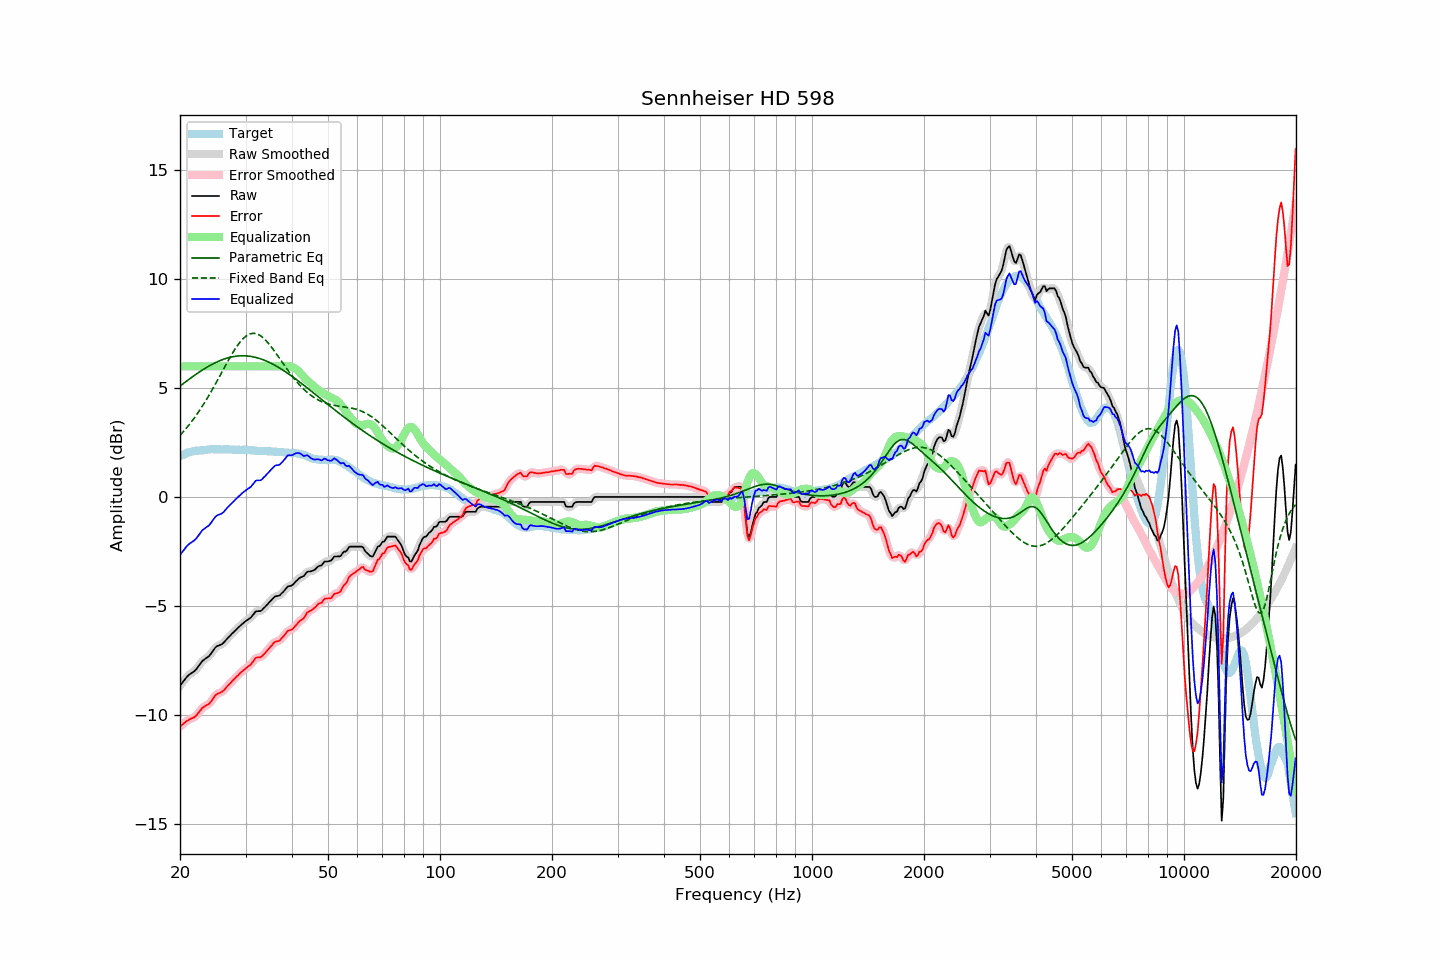 Sennheiser HD 598
Target
Raw Smoothed
Error Smoothed
Raw
Error
Equalization
Parametric Eq
Fixed Band Eq
Equalized
Amplitude (dBr)
15
10
5
0
−5
−10
−15
20 50 100 200 500 1000 2000 5000 10000 20000
Frequency (Hz)